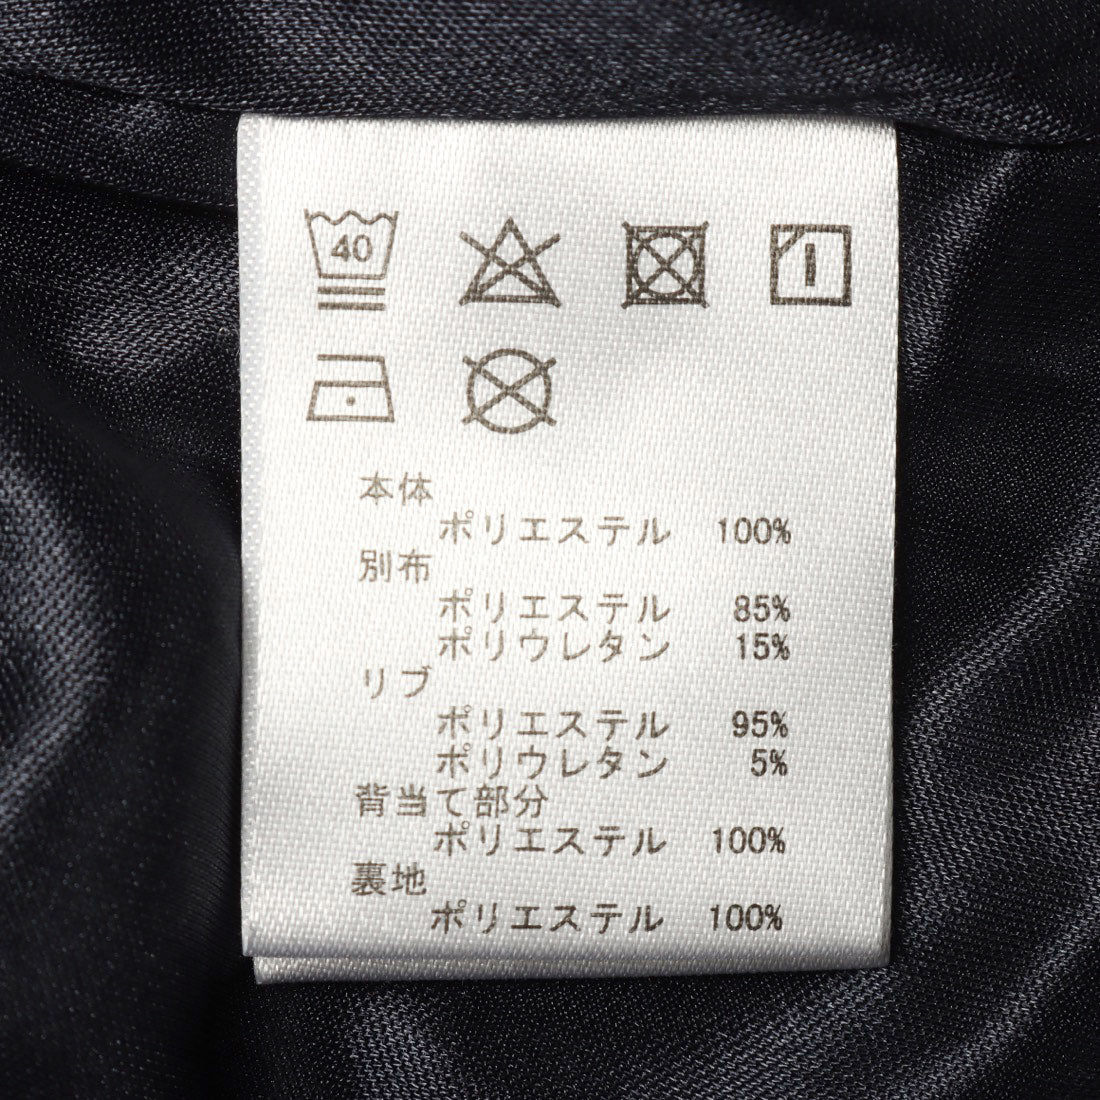 40
本体
ポリエステル 100%
別布
ポリエステル 85%
ポリウレタン 15%
リブ
ポリエステル 95%
ポリウレタン 5%
背当て部分
ポリエステル 100%
裏地
ポリエステル 100%